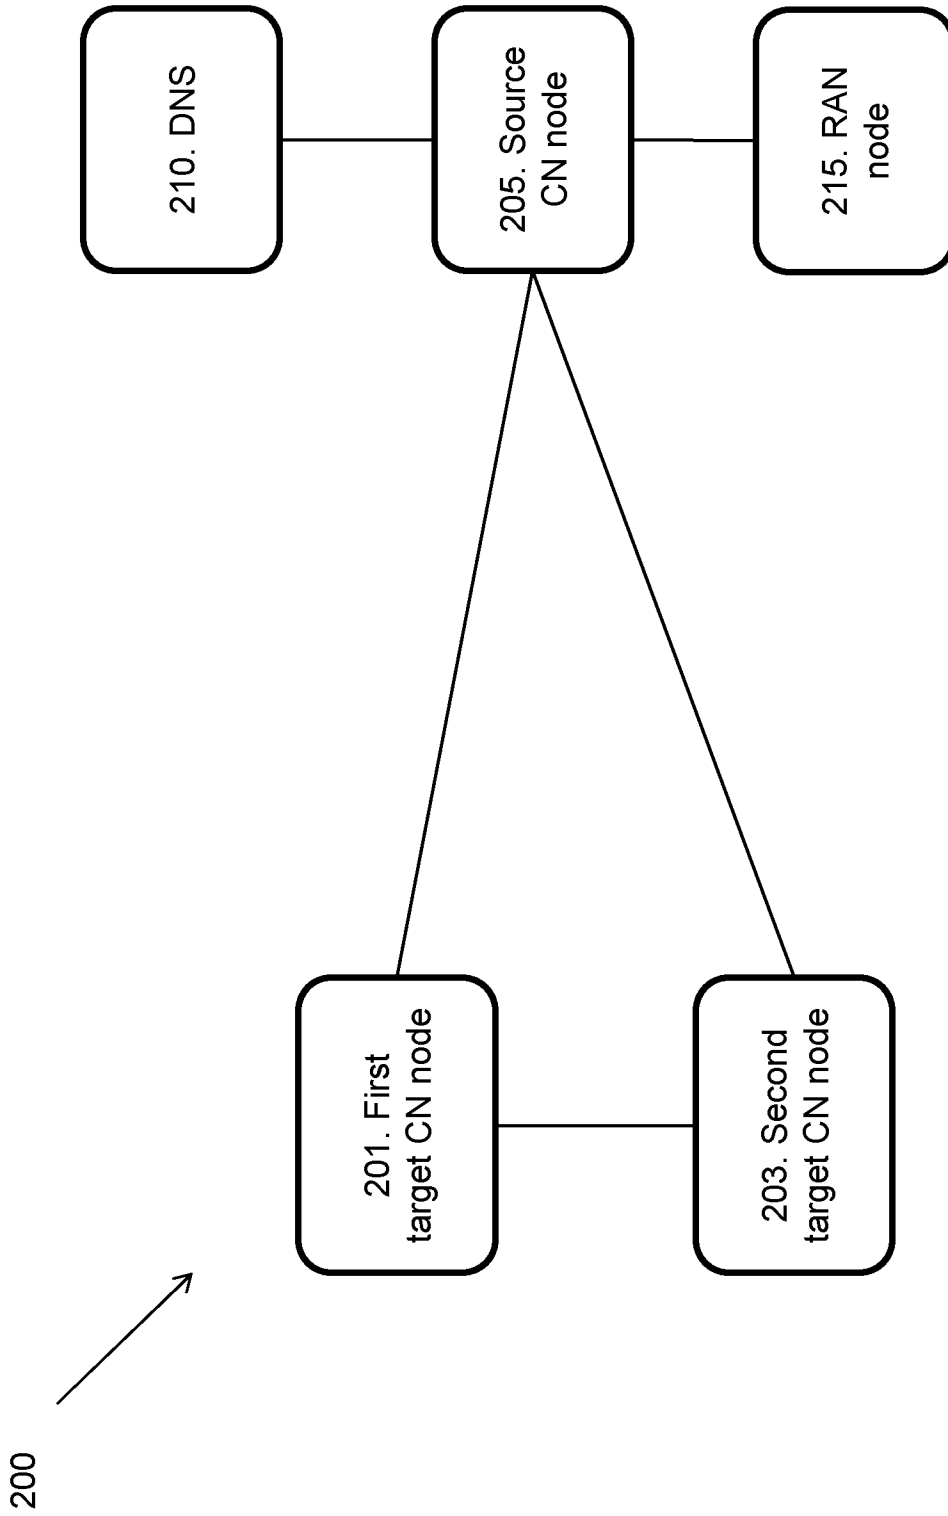 200
201. First
target CN node
203. Second
target CN node
210. DNS
205. Source
CN node
215. RAN
node